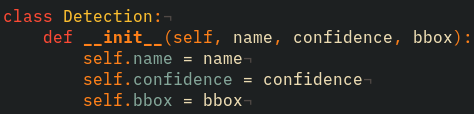 class Detection:¬
    def __init__(self, name, confidence, bbox):
        self.name = name¬
        self.confidence = confidence¬
        self.bbox = bbox¬